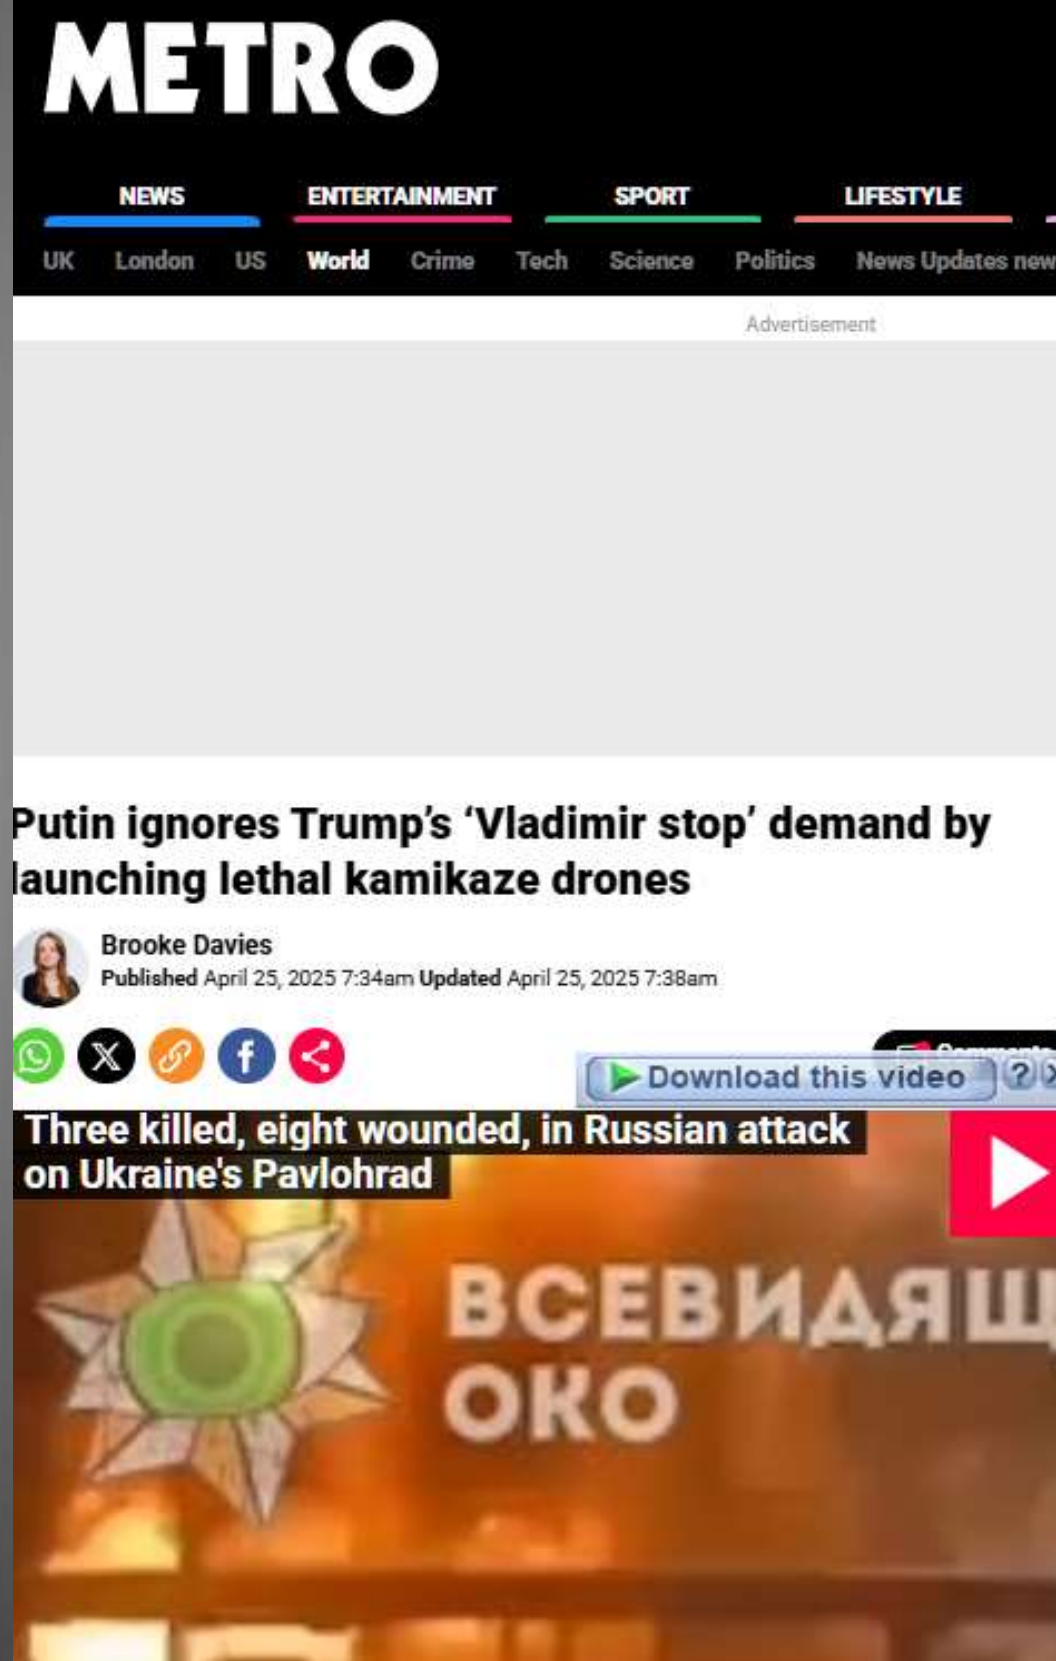 METRO
NEWS ENTERTAINMENT SPORT LIFESTYLE
UK London US World Crime Tech Science Politics News Updates new
Advertisement
Putin ignores Trump’s ‘Vladimir stop’ demand by
launching lethal kamikaze drones
Brooke Davies
Published April 25, 2025 7:34am Updated April 25, 2025 7:38am
Download this video ?
Three killed, eight wounded, in Russian attack
on Ukraine's Pavlohrad
ВСЕВИДЯЩ
ОКО